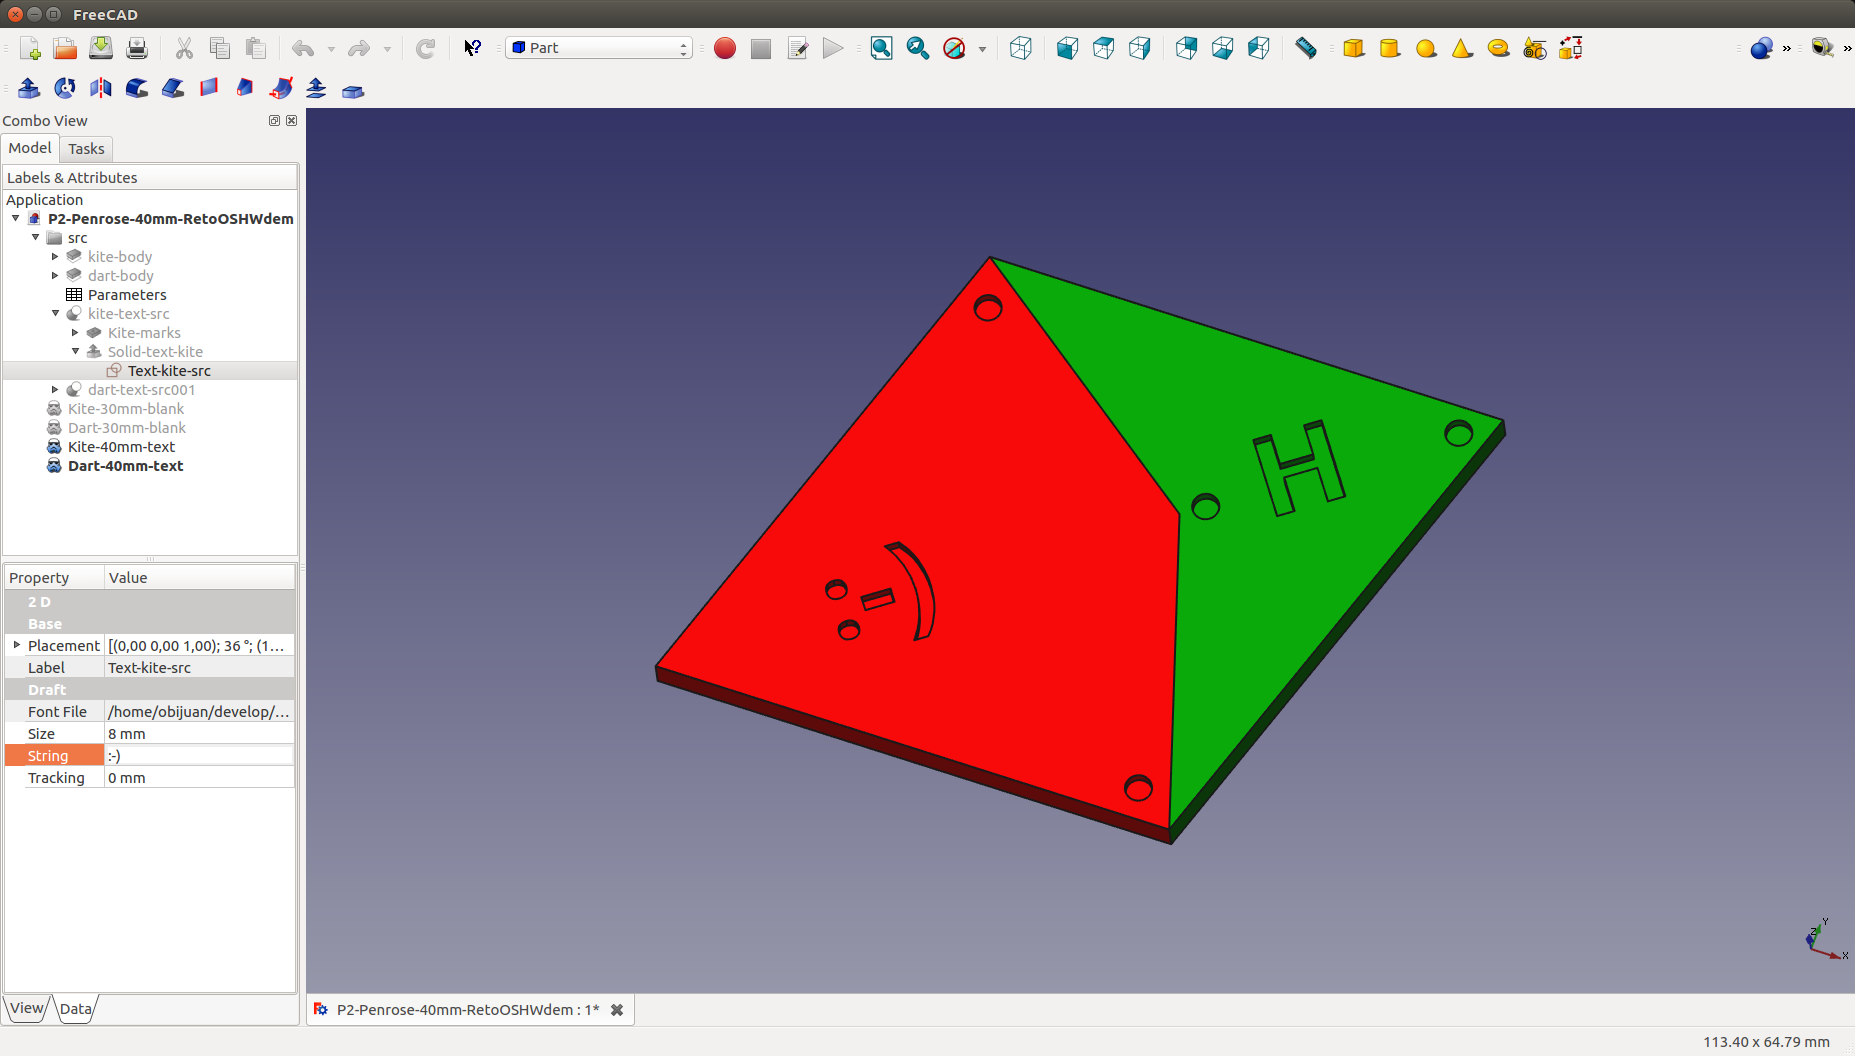 FreeCAD
Part
Combo View
Model Tasks
Labels & Attributes
Application
P2-Penrose-40mm-RetoOSHWdem
src
kite-body
dart-body
Parameters
kite-text-src
Kite-marks
Solid-text-kite
Text-kite-src
dart-text-src001
Kite-30mm-blank
Dart-30mm-blank
Kite-40mm-text
Dart-40mm-text
Property Value
2 D
Base
Placement [(0,00 0,00 1,00); 36 °; (1...
Label Text-kite-src
Draft
Font File /home/obijuan/develop/...
Size 8 mm
String :-)
Tracking 0 mm
View Data
:-)
H
Y
Z
X
P2-Penrose-40mm-RetoOSHWdem : 1*
113.40 x 64.79 mm